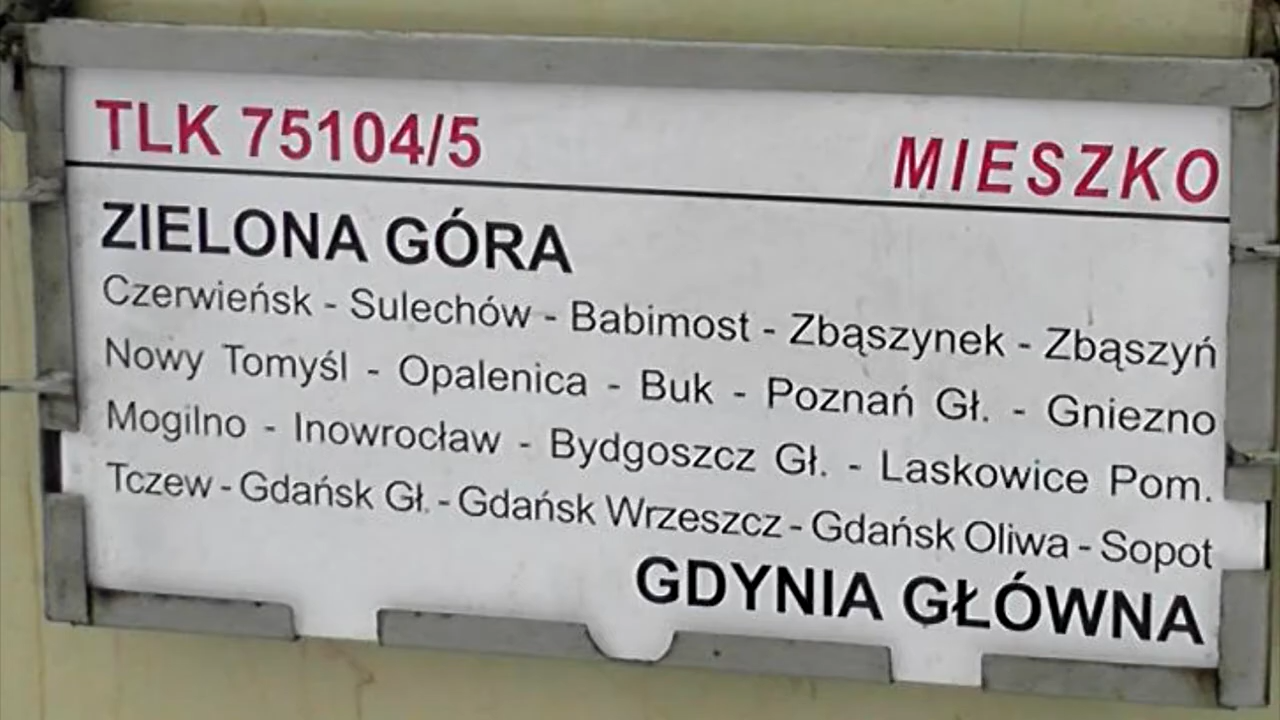 TLK 75104/5 MIESZKO
ZIELONA GÓRA
Czerwieńsk - Sulechów - Babimost - Zbąszynek - Zbąszyń
Nowy Tomyśl - Opalenica - Buk - Poznań Gł. - Gniezno
Mogilno - Inowrocław - Bydgoszcz Gł. - Laskowice Pom.
Tczew - Gdańsk Gł. - Gdańsk Wrzeszcz - Gdańsk Oliwa - Sopot
GDYNIA GŁÓWNA